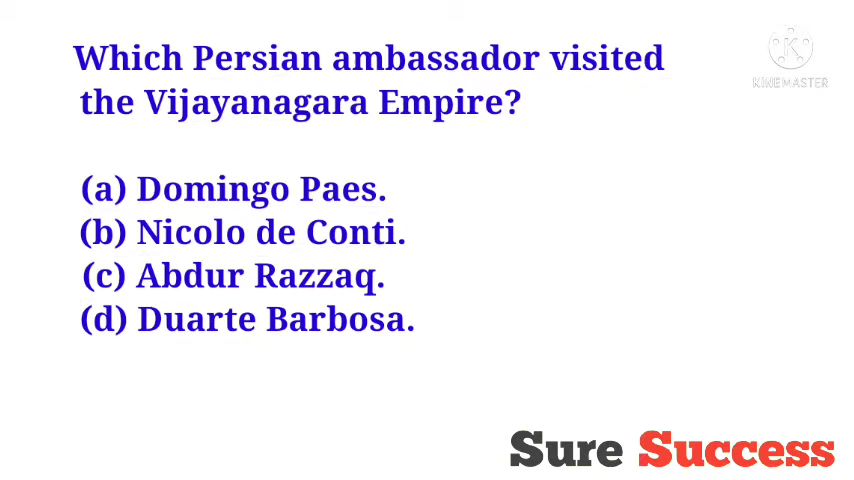 Which Persian ambassador visited
the Vijayanagara Empire?
KINEMASTER
(a) Domingo Paes.
(b) Nicolo de Conti.
(c) Abdur Razzaq.
(d) Duarte Barbosa.
Sure Success